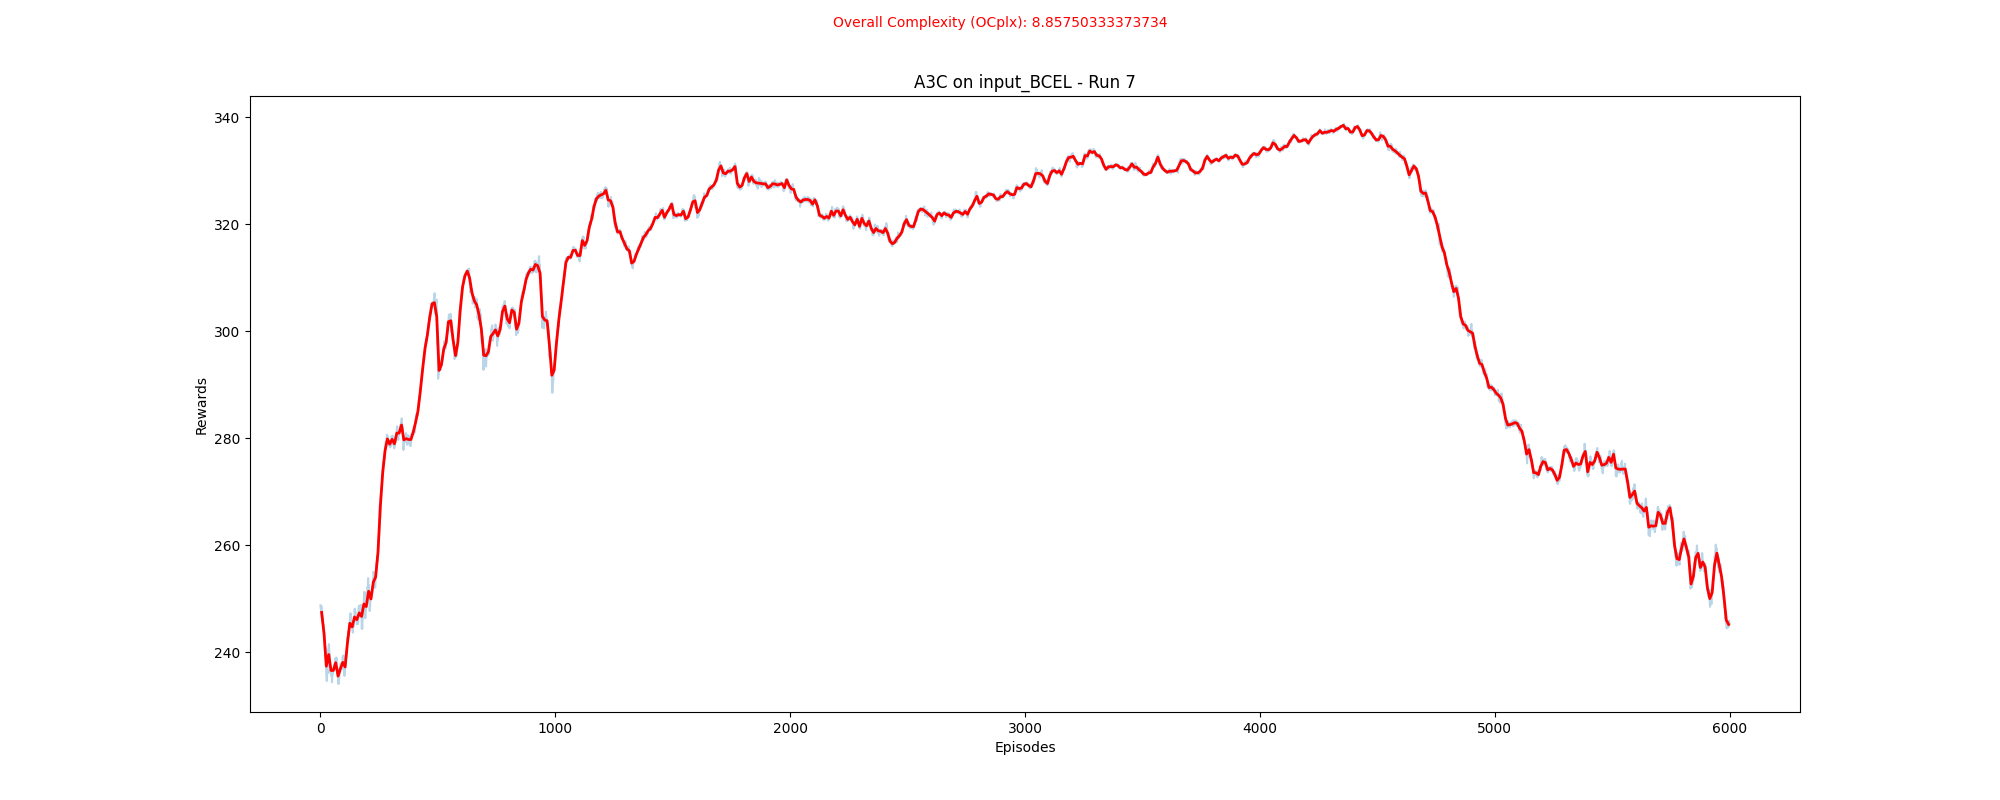 Overall Complexity (OCplx): 8.85750333373734
A3C on input_BCEL - Run 7
340
320
300
280
260
240
Rewards
0 1000 2000 3000 4000 5000 6000
Episodes